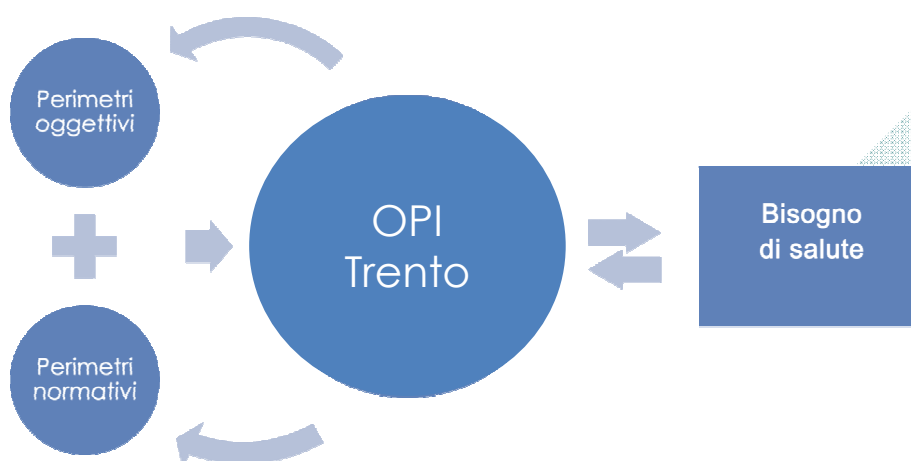 Perimetri
oggettivi
OPI
Trento
Bisogno
di salute
Perimetri
normativi